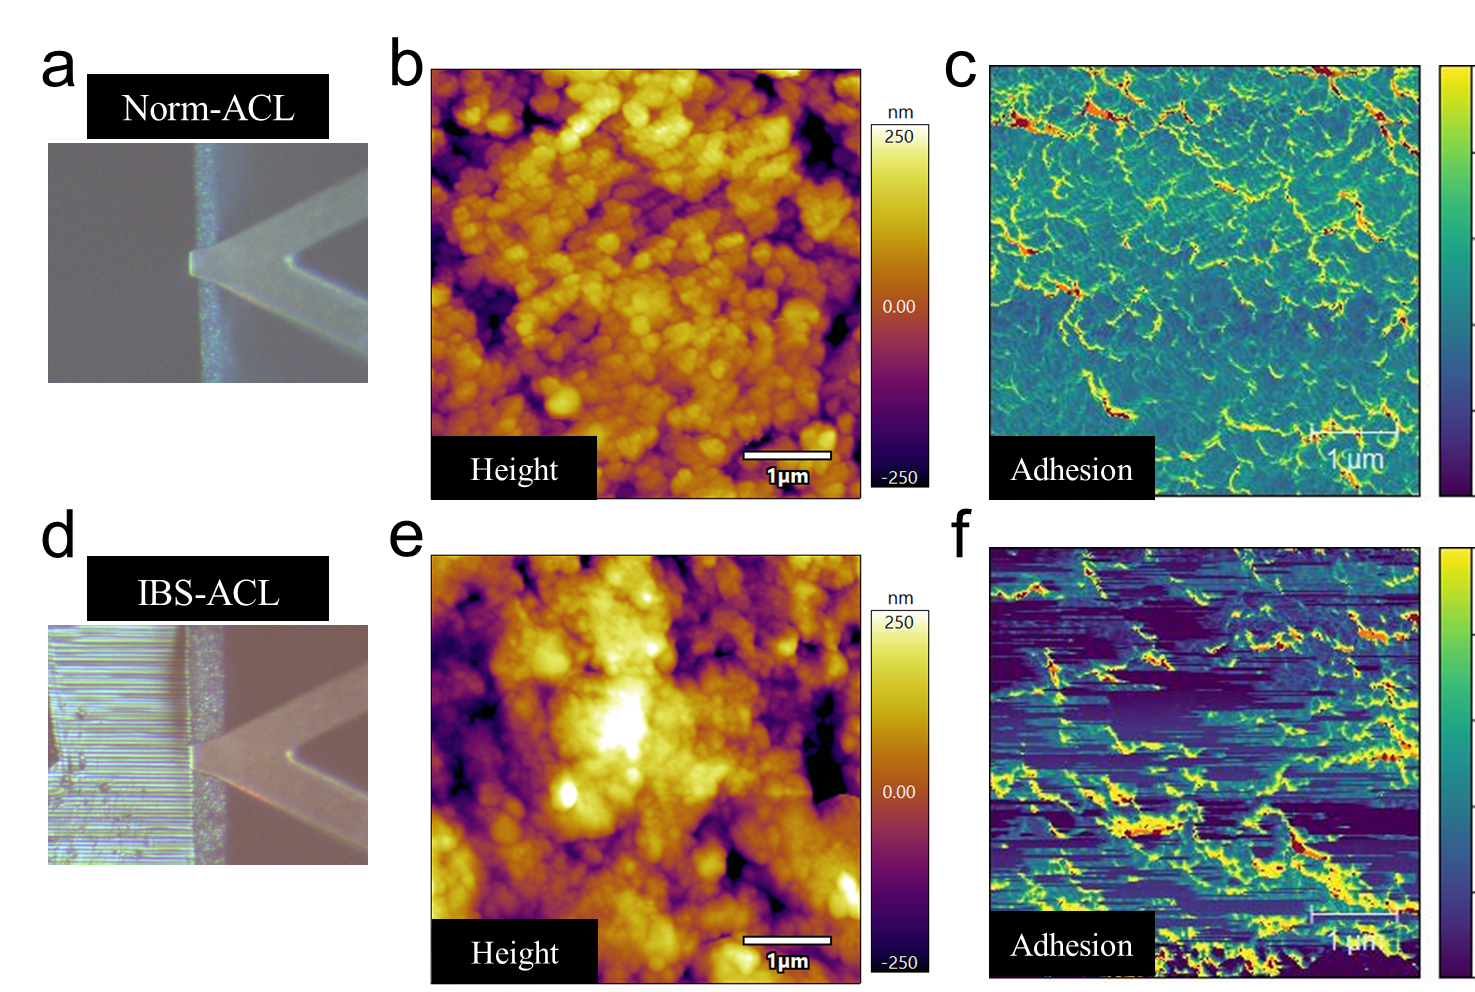 a
Norm-ACL
b
nm
250
0.00
-250
Height
1µm
c
Adhesion
1 µm
d
IBS-ACL
e
nm
250
0.00
-250
Height
1µm
f
Adhesion
1 µm